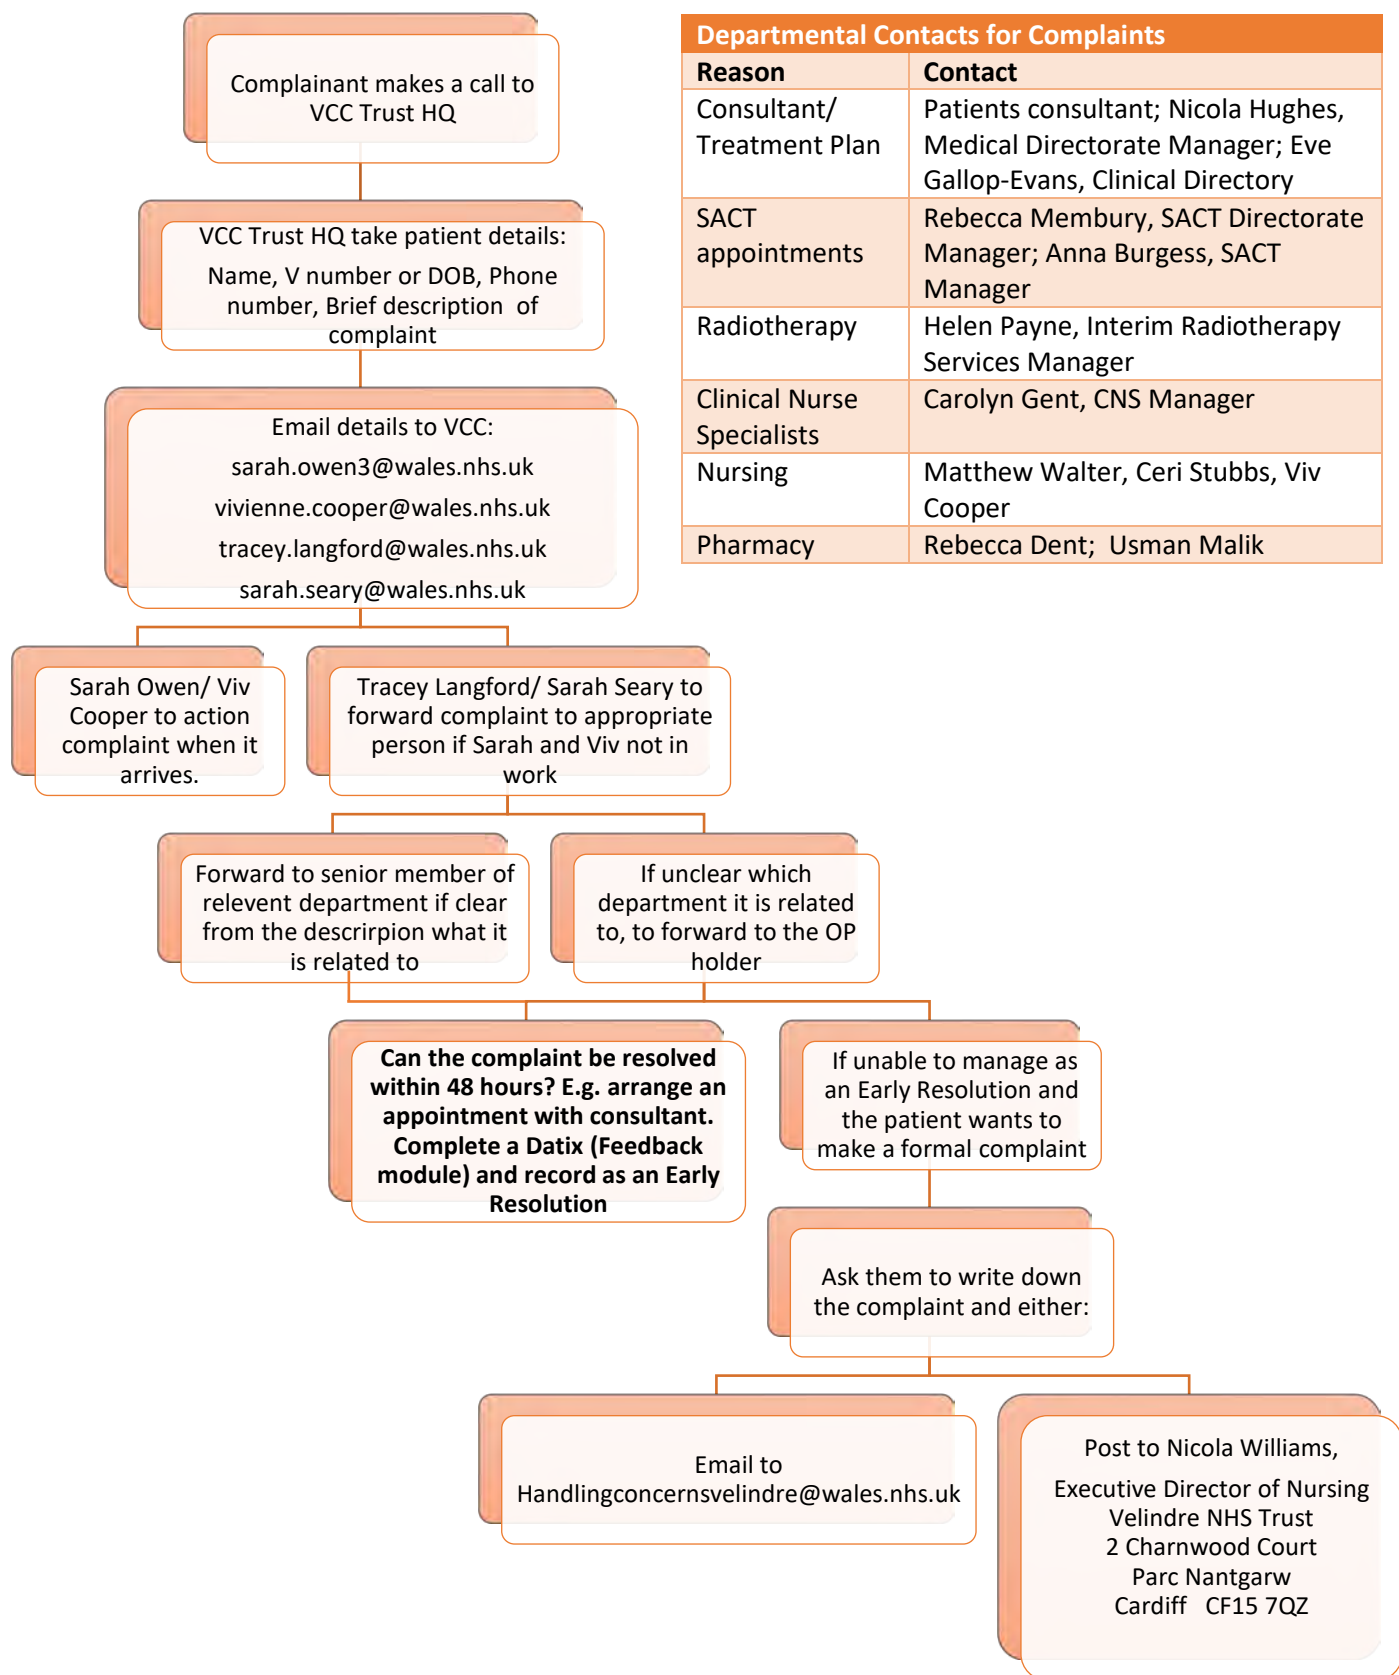 Complainant makes a call to
VCC Trust HQ
VCC Trust HQ take patient details:
Name, V number or DOB, Phone
number, Brief description of
complaint
Email details to VCC:
sarah.owen3@wales.nhs.uk
vivienne.cooper@wales.nhs.uk
tracey.langford@wales.nhs.uk
sarah.seary@wales.nhs.uk
Departmental Contacts for Complaints
Reason Contact
Consultant/ Patients consultant; Nicola Hughes,
Treatment Plan Medical Directorate Manager; Eve
Gallop-Evans, Clinical Directory
SACT Rebecca Membury, SACT Directorate
appointments Manager; Anna Burgess, SACT
Manager
Radiotherapy Helen Payne, Interim Radiotherapy
Services Manager
Clinical Nurse Carolyn Gent, CNS Manager
Specialists
Nursing Matthew Walter, Ceri Stubbs, Viv
Cooper
Pharmacy Rebecca Dent; Usman Malik
Sarah Owen/ Viv
Cooper to action
complaint when it
arrives.
Tracey Langford/ Sarah Seary to
forward complaint to appropriate
person if Sarah and Viv not in
work
Forward to senior member of
relevent department if clear
from the descrirpion what it
is related to
If unclear which
department it is related
to, to forward to the OP
holder
Can the complaint be resolved
within 48 hours? E.g. arrange an
appointment with consultant.
Complete a Datix (Feedback
module) and record as an Early
Resolution
If unable to manage as
an Early Resolution and
the patient wants to
make a formal complaint
Ask them to write down
the complaint and either:
Email to
Handlingconcernsvelindre@wales.nhs.uk
Post to Nicola Williams,
Executive Director of Nursing
Velindre NHS Trust
2 Charnwood Court
Parc Nantgarw
Cardiff CF15 7QZ